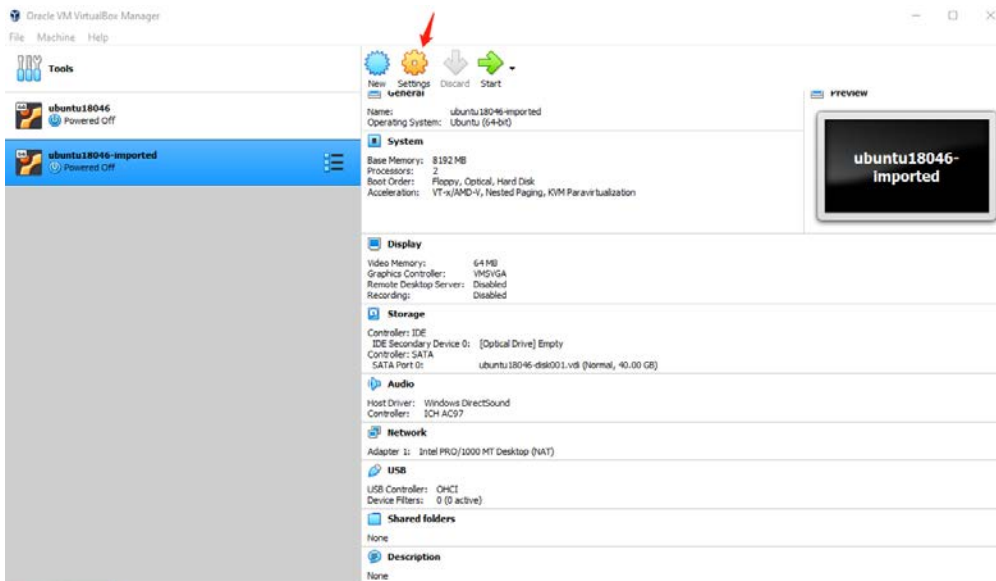 Oracle VM VirtualBox Manager
File Machine Help
Tools
ubuntu18046
Powered Off
ubuntu18046-imported
Powered Off
New Settings Discard Start
General
Name: ubuntu18046-imported
Operating System: Ubuntu (64-bit)
System
Base Memory: 8192 MB
Processors: 2
Boot Order: Floppy, Optical, Hard Disk
Acceleration: VT-x/AMD-V, Nested Paging, KVM Paravirtualization
Preview
ubuntu18046-
imported
Display
Video Memory: 64 MB
Graphics Controller: VMSVGA
Remote Desktop Server: Disabled
Recording: Disabled
Storage
Controller: IDE
IDE Secondary Device 0: [Optical Drive] Empty
Controller: SATA
SATA Port 0: ubuntu18046-disk001.vdi (Normal, 40.00 GB)
Audio
Host Driver: Windows DirectSound
Controller: ICH AC97
Network
Adapter 1: Intel PRO/1000 MT Desktop (NAT)
USB
USB Controller: OHCI
Device Filters: 0 (0 active)
Shared folders
None
Description
None